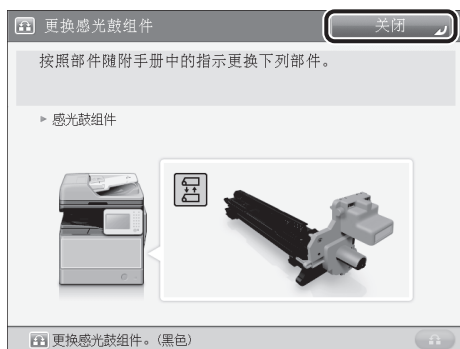 更换感光鼓组件
关闭
按照部件随附手册中的指示更换下列部件。
▶ 感光鼓组件
更换感光鼓组件。(黑色)